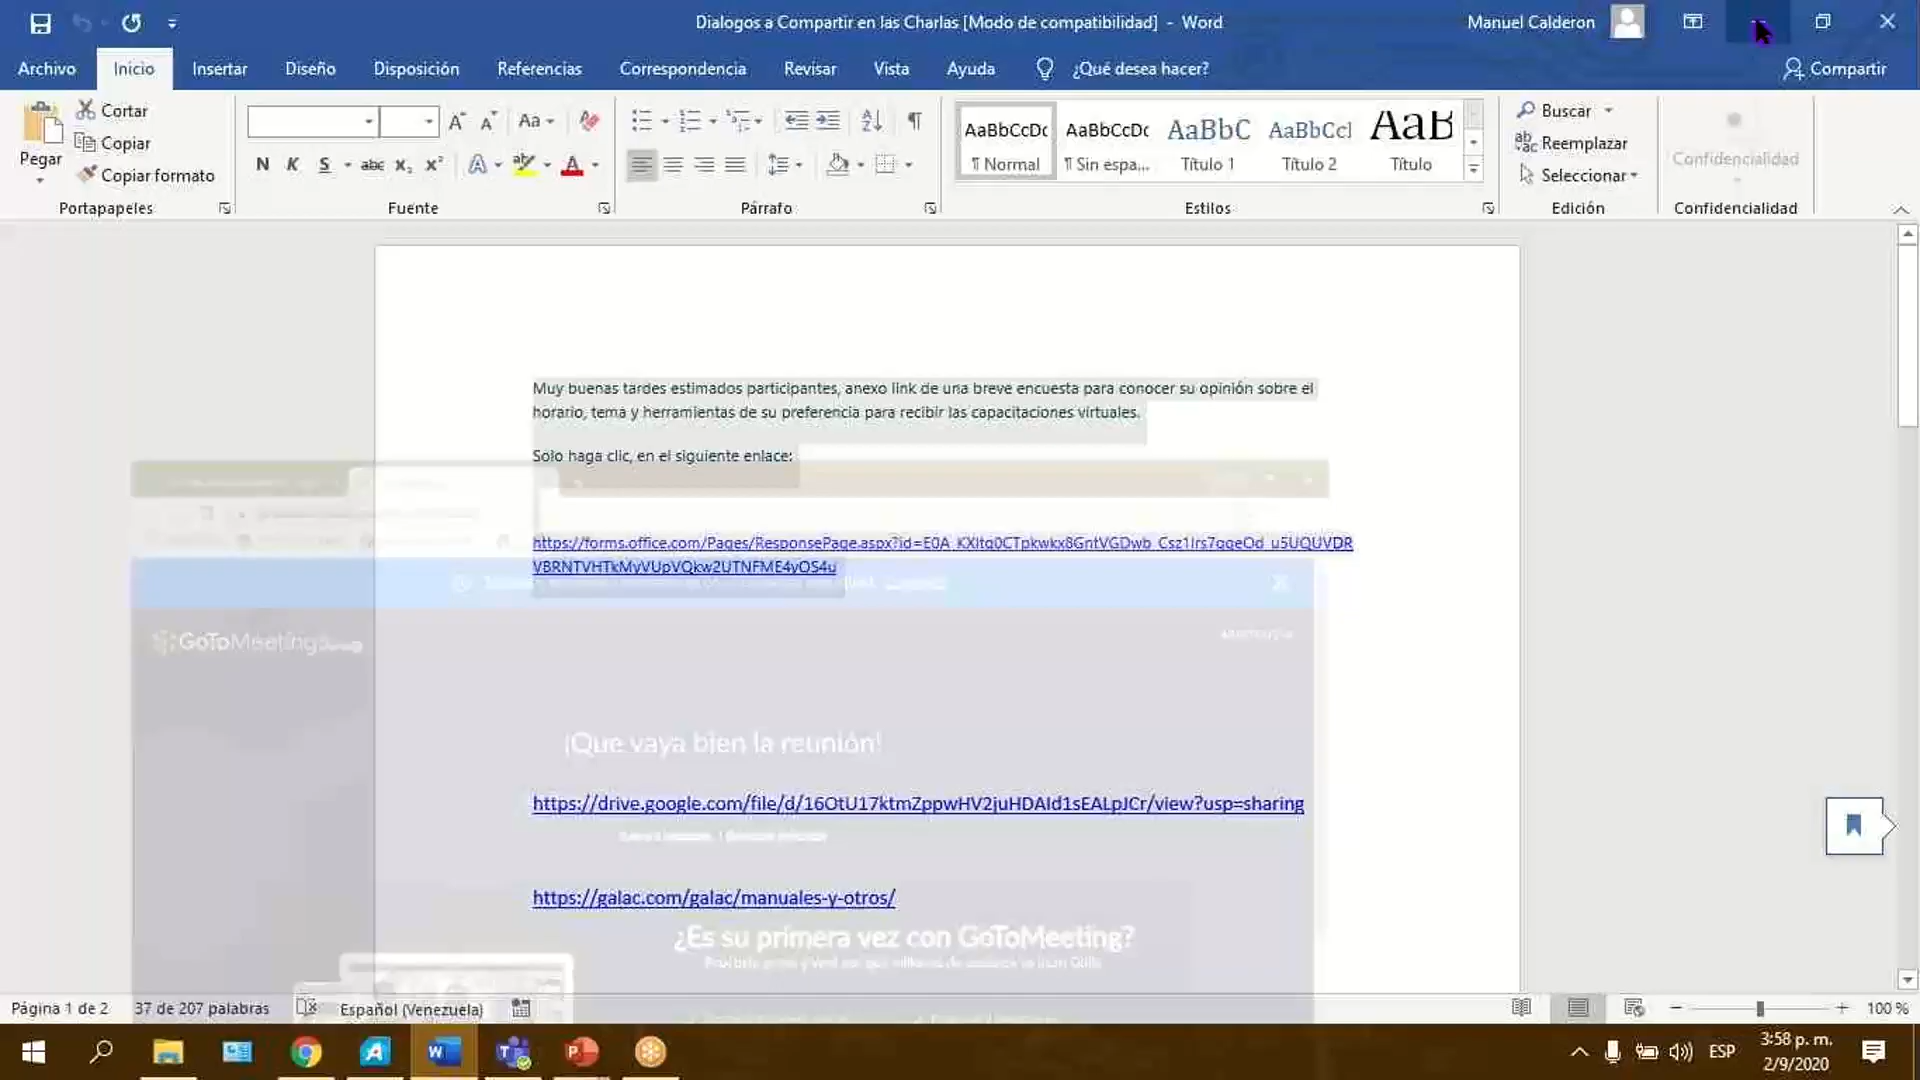 Dialogos a Compartir en las Charlas [Modo de compatibilidad] - Word
Manuel Calderon
Archivo
Inicio
Insertar
Diseño
Disposición
Referencias
Correspondencia
Revisar
Vista
Ayuda
¿Qué desea hacer?
Compartir
Pegar
Cortar
Copiar
Copiar formato
Portapapeles
Aa
N K S abc x₂ x²
Fuente
Párrafo
AaBbCcDc
¶ Normal
AaBbCcDc
¶ Sin espa...
AaBbC
Título 1
AaBbCcI
Título 2
AaB
Título
Estilos
Buscar
Reemplazar
Seleccionar
Edición
Confidencialidad
Confidencialidad
Muy buenas tardes estimados participantes, anexo link de una breve encuesta para conocer su opinión sobre el
horario, tema y herramientas de su preferencia para recibir las capacitaciones virtuales.
Solo haga clic, en el siguiente enlace:
https://forms.office.com/Pages/ResponsePage.aspx?id=E0A_KXItq0CTpkwkx8GntVGDwb_Csz1Irs7qqeOd_u5UQUVDR
VBRNTVHTkMyVUpVQkw2UTNFME4yOS4u
GoToMeeting
¡Que vaya bien la reunión!
https://drive.google.com/file/d/16OtU17ktmZppwHV2juHDAId1sEALpJCr/view?usp=sharing
https://galac.com/galac/manuales-y-otros/
¿Es su primera vez con GoToMeeting?
Página 1 de 2
37 de 207 palabras
Español (Venezuela)
100 %
ESP
3:58 p. m.
2/9/2020